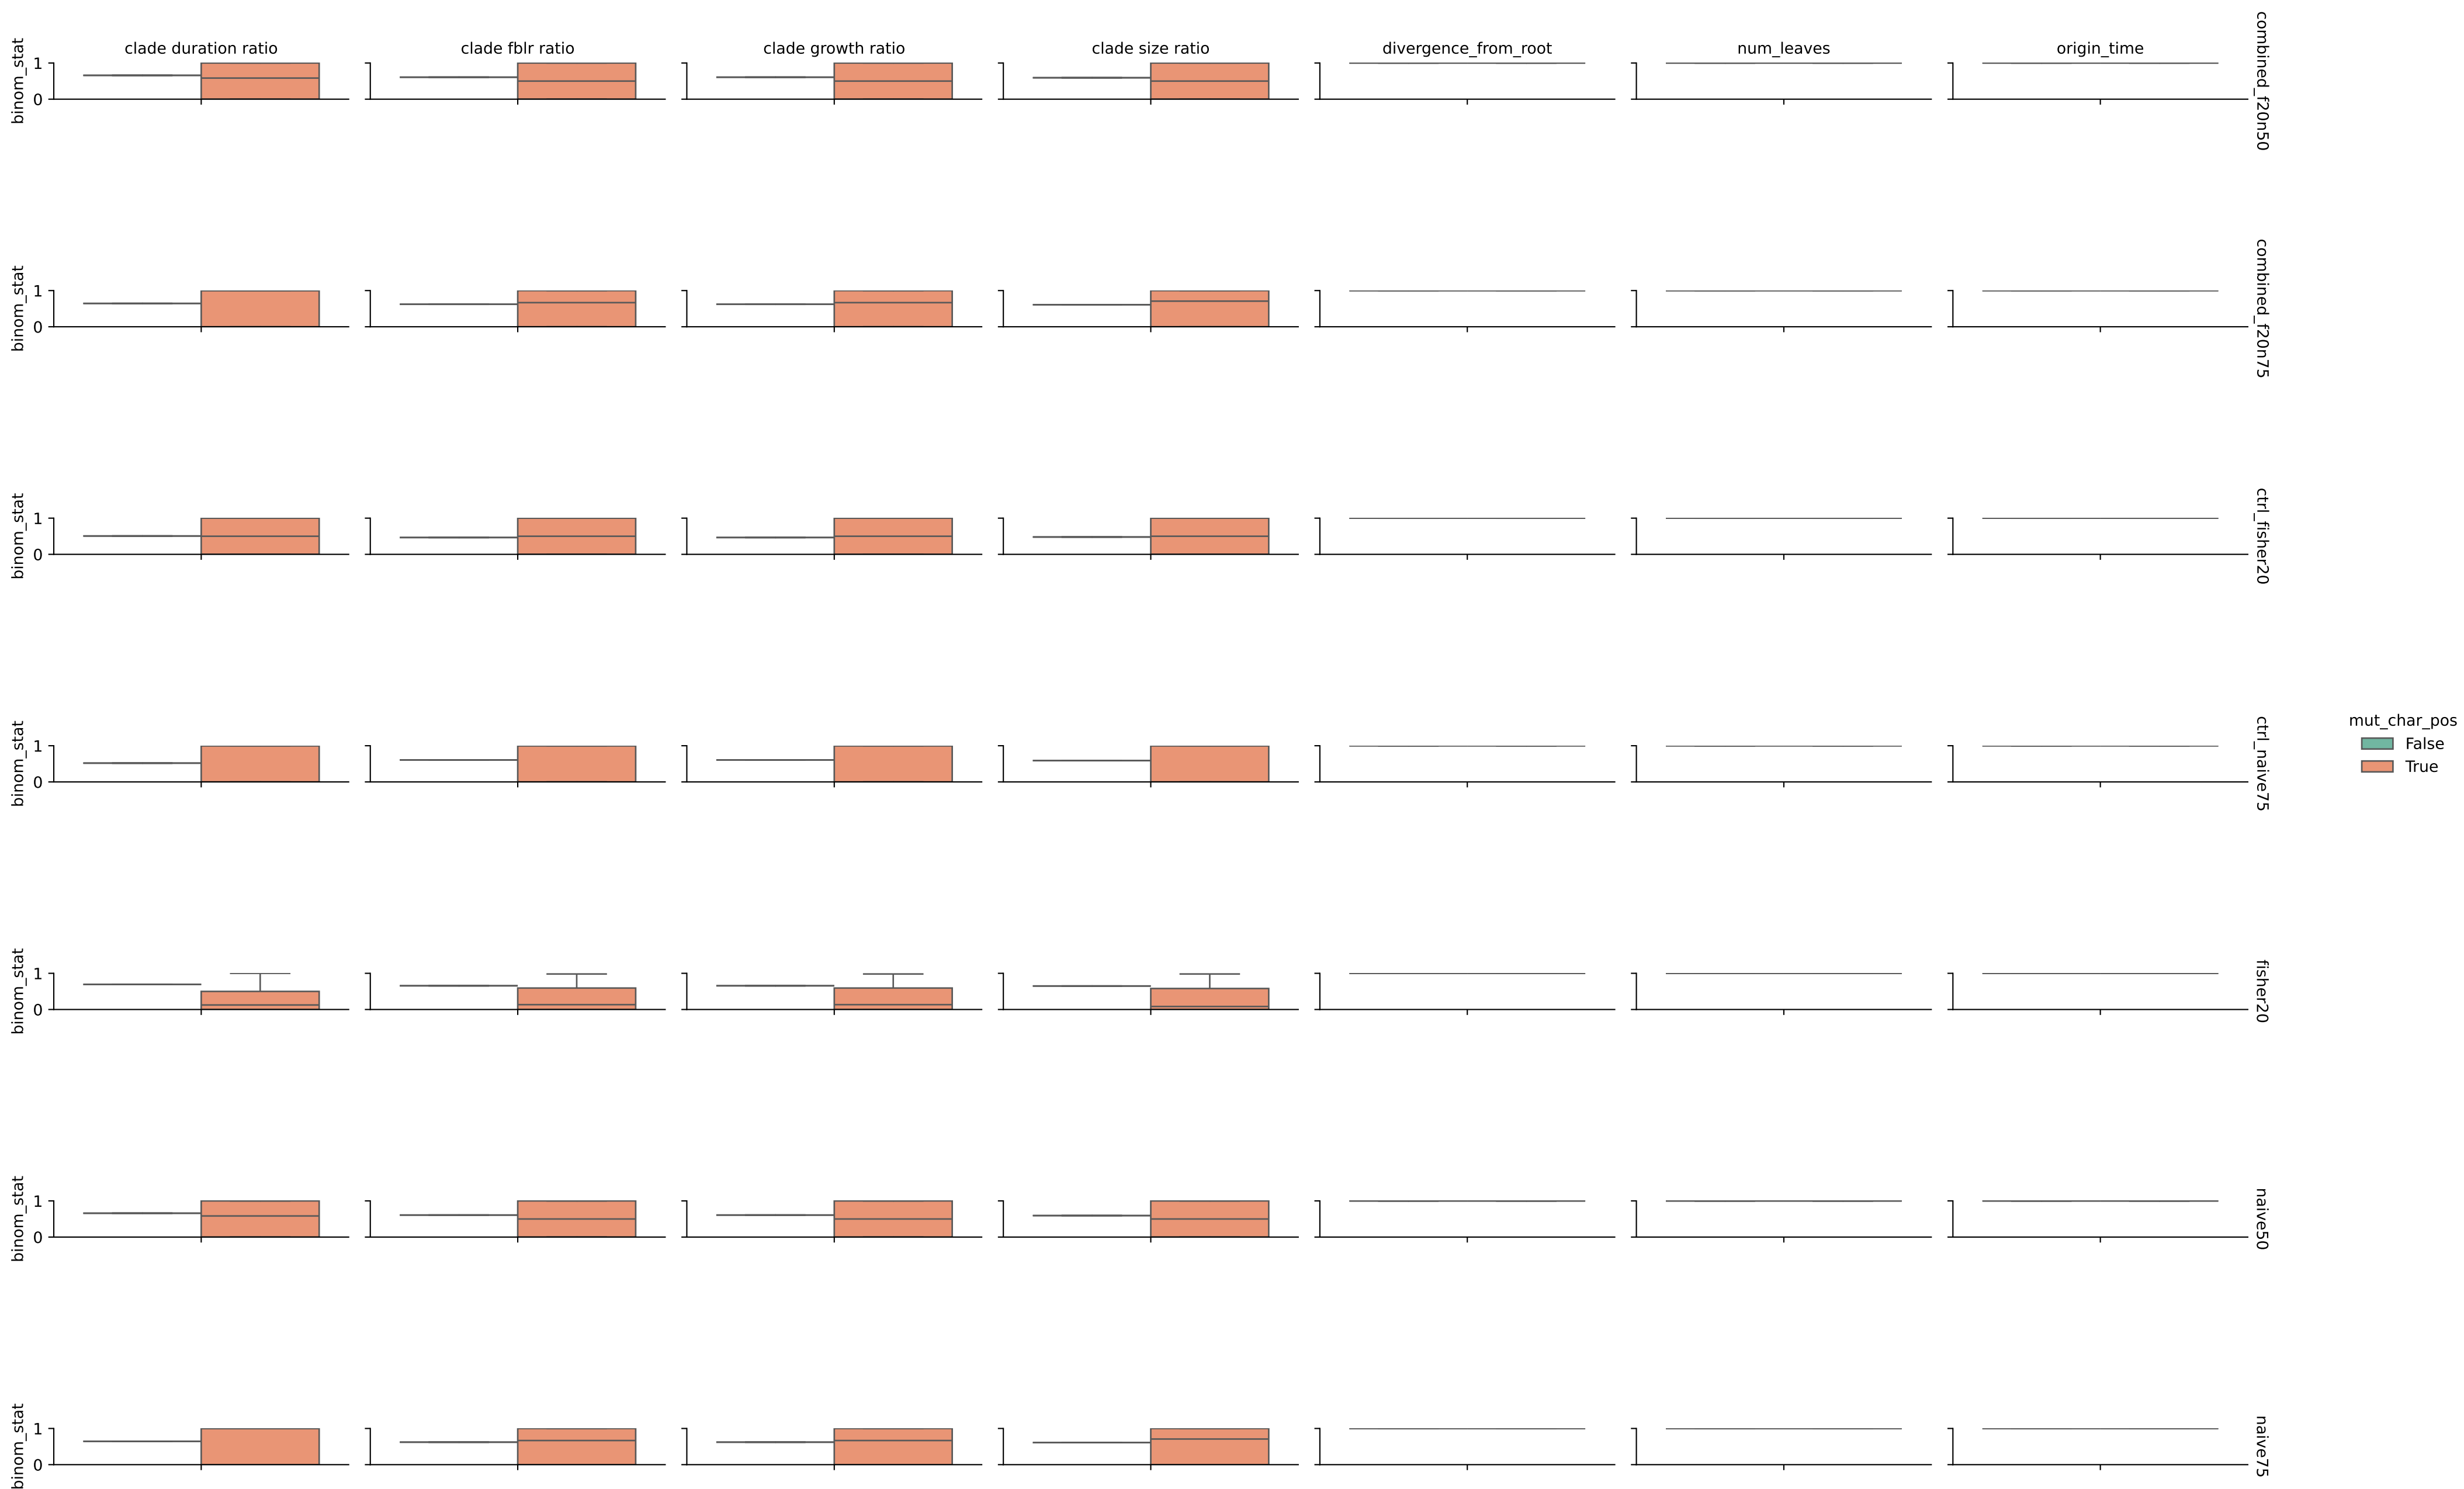 clade duration ratio clade fblr ratio clade growth ratio clade size ratio divergence_from_root num_leaves origin_time
binom_stat
1
0
combined_f20n50
binom_stat
1
0
combined_f20n75
binom_stat
1
0
ctrl_fisher20
binom_stat
1
0
ctrl_naive75
mut_char_pos
False
True
binom_stat
1
0
fisher20
binom_stat
1
0
naive50
binom_stat
1
0
naive75